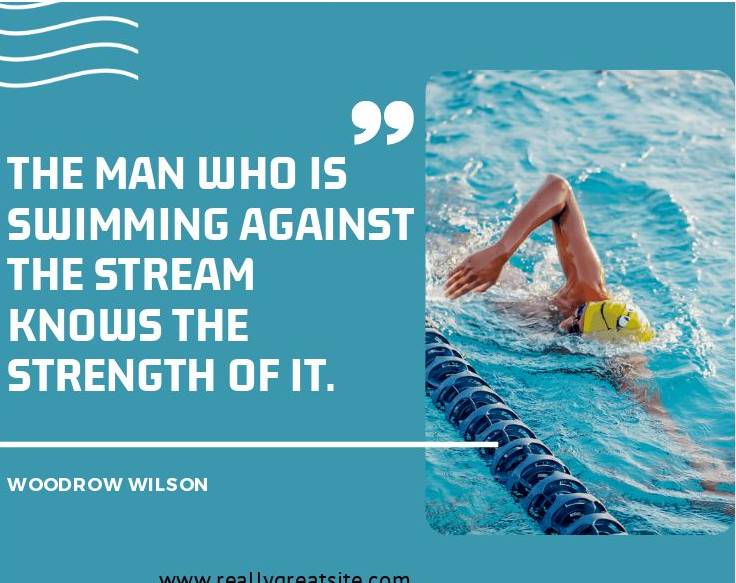 ”
THE MAN WHO IS
SWIMMING AGAINST
THE STREAM
KNOWS THE
STRENGTH OF IT.
WOODROW WILSON
www.reallygreatsite.com